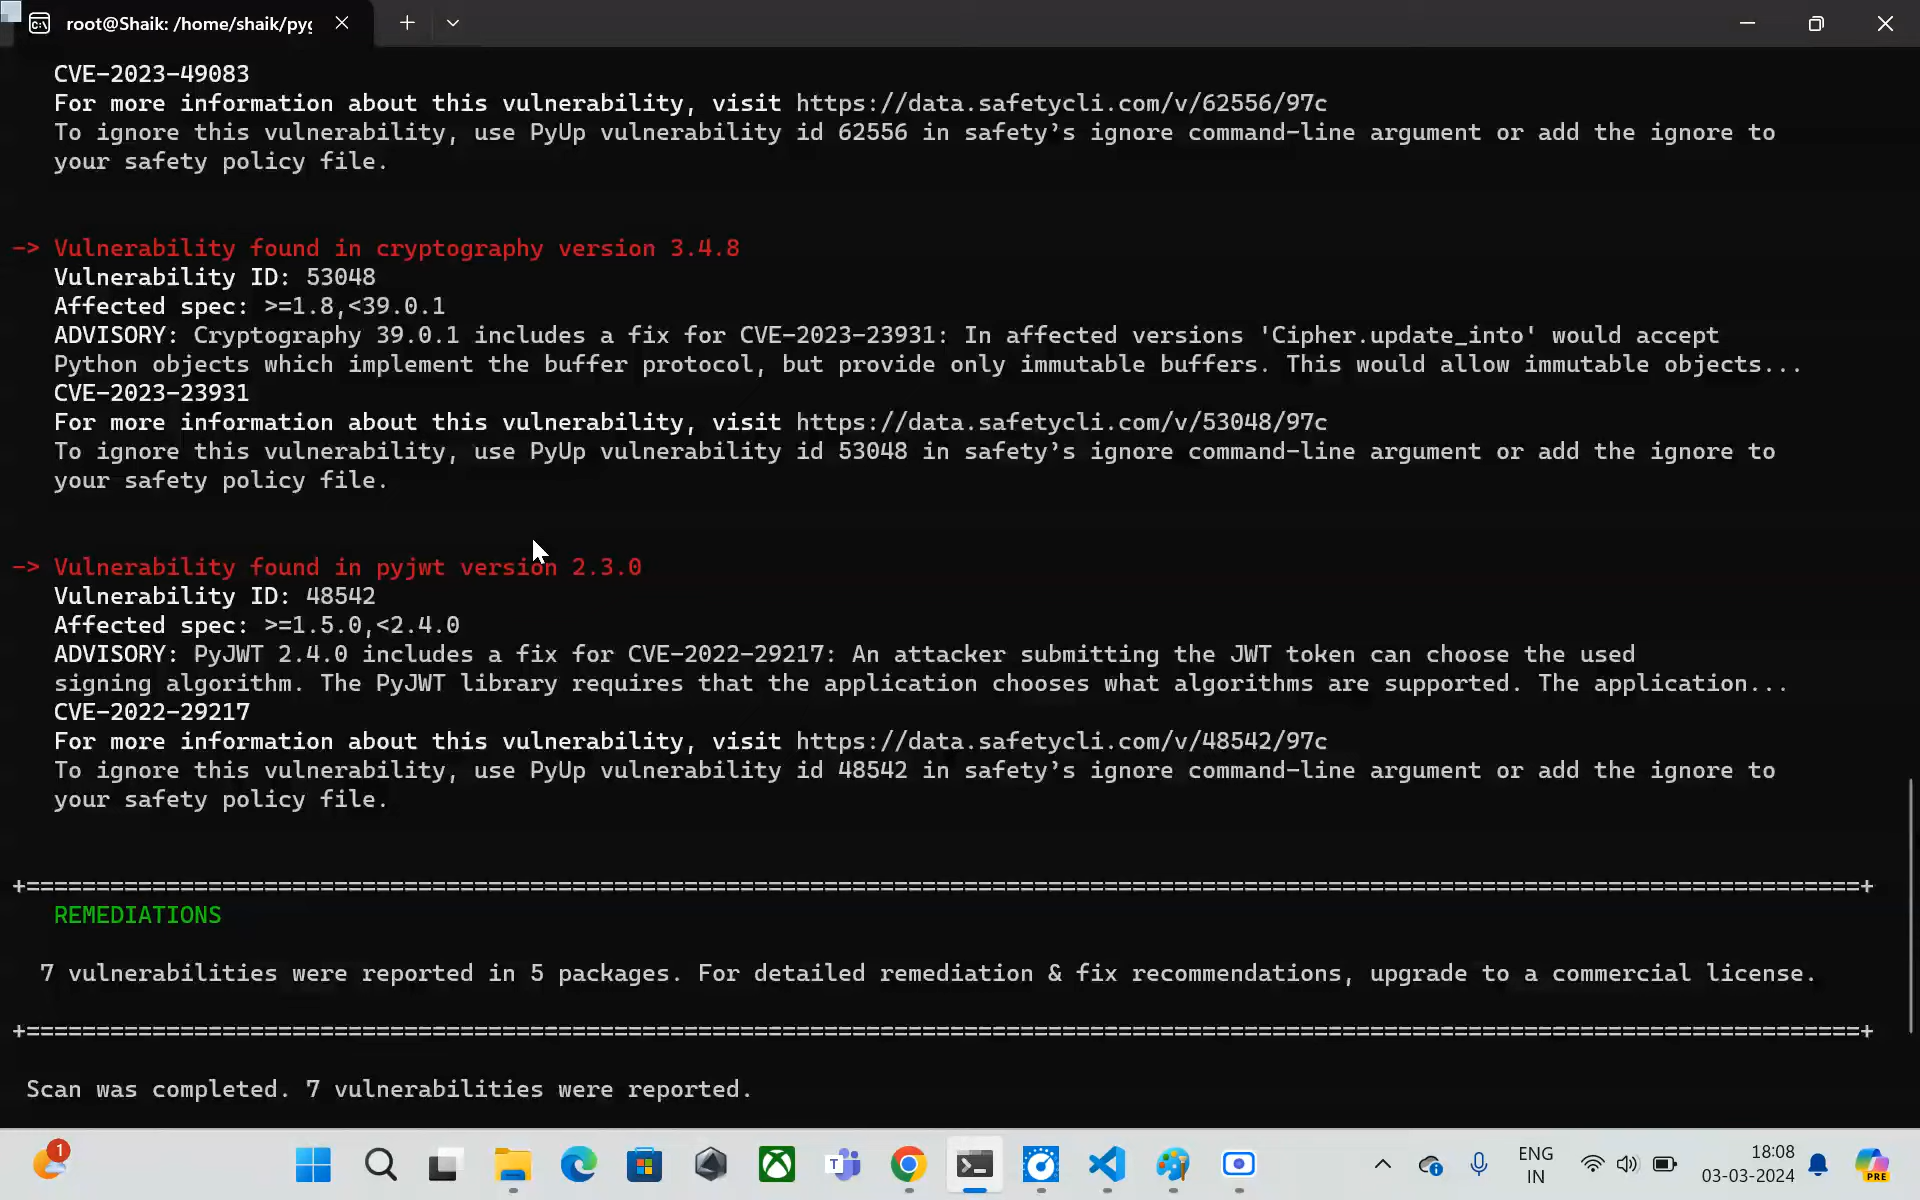 root@Shaik: /home/shaik/pyg
CVE-2023-49083
For more information about this vulnerability, visit https://data.safetycli.com/v/62556/97c
To ignore this vulnerability, use PyUp vulnerability id 62556 in safety’s ignore command-line argument or add the ignore to
your safety policy file.
-> Vulnerability found in cryptography version 3.4.8
Vulnerability ID: 53048
Affected spec: >=1.8,<39.0.1
ADVISORY: Cryptography 39.0.1 includes a fix for CVE-2023-23931: In affected versions 'Cipher.update_into' would accept
Python objects which implement the buffer protocol, but provide only immutable buffers. This would allow immutable objects...
CVE-2023-23931
For more information about this vulnerability, visit https://data.safetycli.com/v/53048/97c
To ignore this vulnerability, use PyUp vulnerability id 53048 in safety’s ignore command-line argument or add the ignore to
your safety policy file.
-> Vulnerability found in pyjwt version 2.3.0
Vulnerability ID: 48542
Affected spec: >=1.5.0,<2.4.0
ADVISORY: PyJWT 2.4.0 includes a fix for CVE-2022-29217: An attacker submitting the JWT token can choose the used
signing algorithm. The PyJWT library requires that the application chooses what algorithms are supported. The application...
CVE-2022-29217
For more information about this vulnerability, visit https://data.safetycli.com/v/48542/97c
To ignore this vulnerability, use PyUp vulnerability id 48542 in safety’s ignore command-line argument or add the ignore to
your safety policy file.
+===================================================================================================================================+
REMEDIATIONS
7 vulnerabilities were reported in 5 packages. For detailed remediation & fix recommendations, upgrade to a commercial license.
+===================================================================================================================================+
Scan was completed. 7 vulnerabilities were reported.
1
ENG
IN
18:08
03-03-2024
PRE